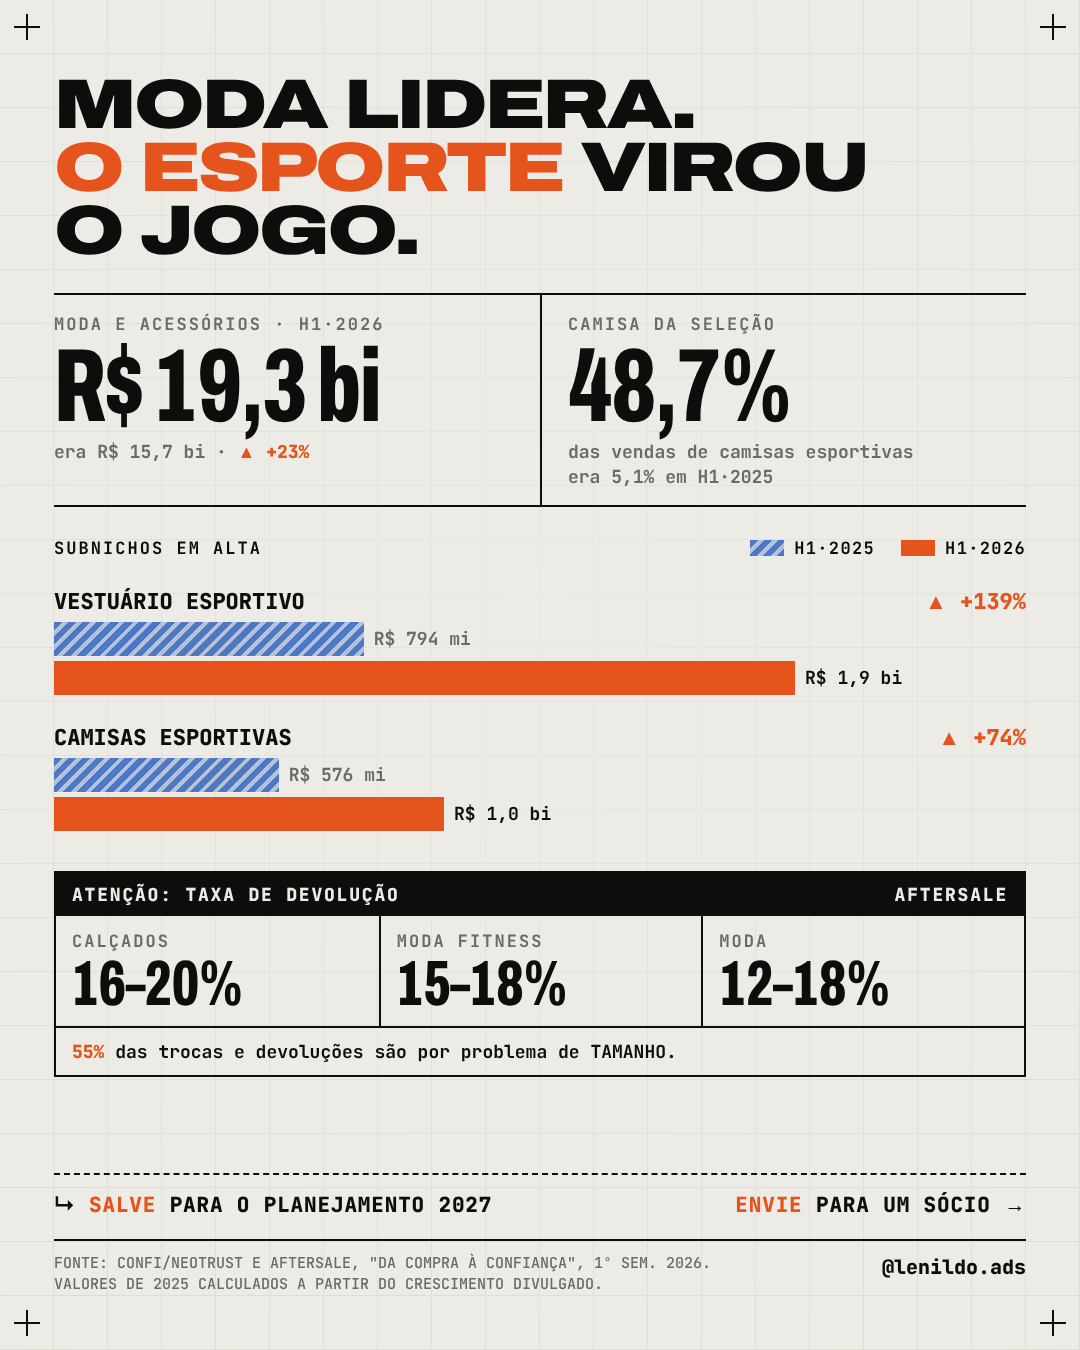 MODA LIDERA.
O ESPORTE VIROU
O JOGO.
MODA E ACESSÓRIOS · H1·2026
R$ 19,3 bi
era R$ 15,7 bi · ▲ +23%
CAMISA DA SELEÇÃO
48,7%
das vendas de camisas esportivas
era 5,1% em H1·2025
SUBNICHOS EM ALTA
H1·2025 H1·2026
VESTUÁRIO ESPORTIVO ▲ +139%
R$ 794 mi
R$ 1,9 bi
CAMISAS ESPORTIVAS ▲ +74%
R$ 576 mi
R$ 1,0 bi
ATENÇÃO: TAXA DE DEVOLUÇÃO AFTERSALE
CALÇADOS
16–20%
MODA FITNESS
15–18%
MODA
12–18%
55% das trocas e devoluções são por problema de TAMANHO.
↳ SALVE PARA O PLANEJAMENTO 2027
ENVIE PARA UM SÓCIO →
FONTE: CONFI/NEOTRUST E AFTERSALE, "DA COMPRA À CONFIANÇA", 1º SEM. 2026.
VALORES DE 2025 CALCULADOS A PARTIR DO CRESCIMENTO DIVULGADO.
@lenildo.ads